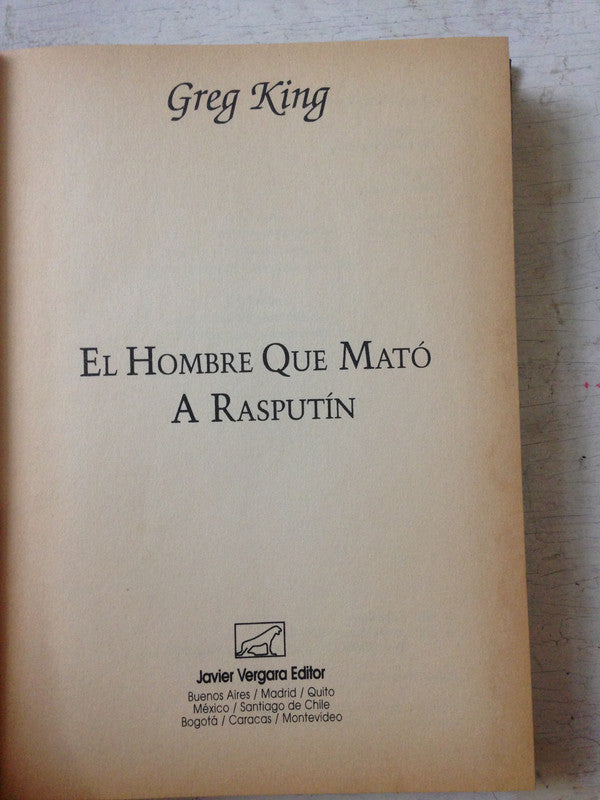 Greg King
EL HOMBRE QUE MATÓ
A RASPUTÍN
Javier Vergara Editor
Buenos Aires / Madrid / Quito
México / Santiago de Chile
Bogotá / Caracas / Montevideo